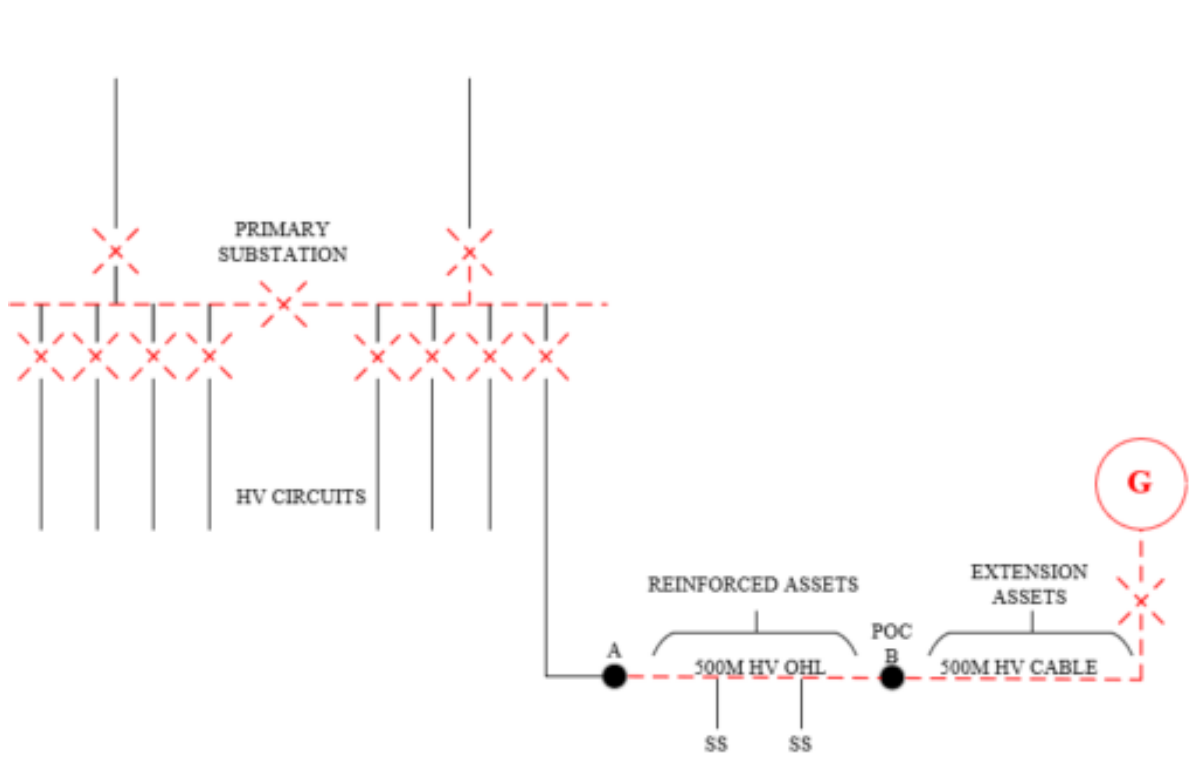 PRIMARY
SUBSTATION
HV CIRCUITS
G
REINFORCED ASSETS
EXTENSION
ASSETS
A
POC
B
500M HV OHL
500M HV CABLE
SS
SS